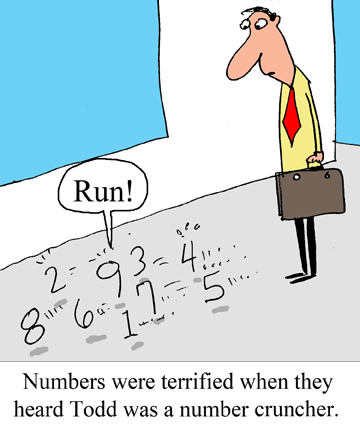 Run!
2 9 3 4
8 6 1 7 5
Numbers were terrified when they
heard Todd was a number cruncher.